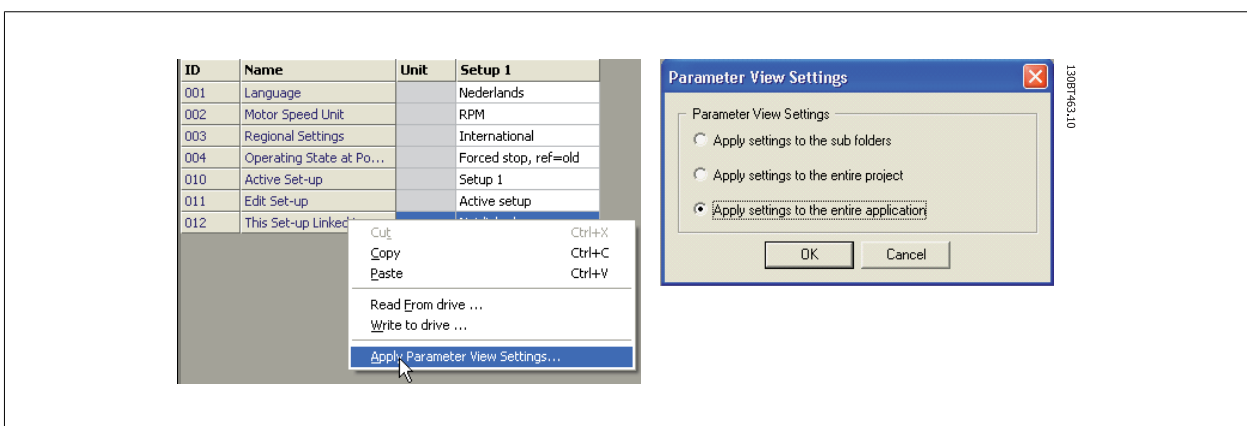 ID Name Unit Setup 1
001 Language Nederlands
002 Motor Speed Unit RPM
003 Regional Settings International
004 Operating State at Po... Forced stop, ref=old
010 Active Set-up Setup 1
011 Edit Set-up Active setup
012 This Set-up Linked
Cut Ctrl+X
Copy Ctrl+C
Paste Ctrl+V
Read From drive ...
Write to drive ...
Apply Parameter View Settings...
Parameter View Settings
Parameter View Settings
Apply settings to the sub folders
Apply settings to the entire project
Apply settings to the entire application
OK Cancel
130BT463.10